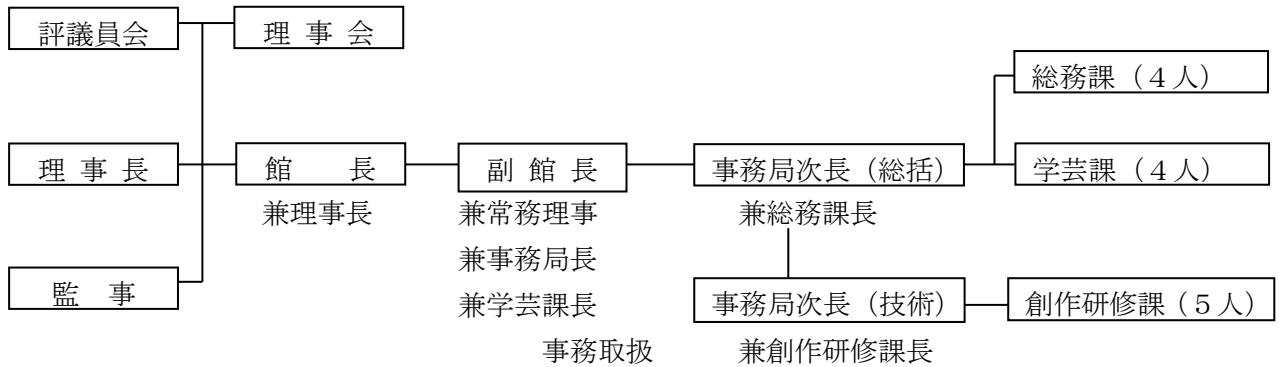 評議員会
理 事 会
総務課（４人）
理 事 長
館　　長
副 館 長
事務局次長（総括）
学芸課（４人）
兼理事長
兼常務理事
兼総務課長
兼事務局長
監　事
兼学芸課長
事務局次長（技術）
創作研修課（５人）
事務取扱
兼創作研修課長